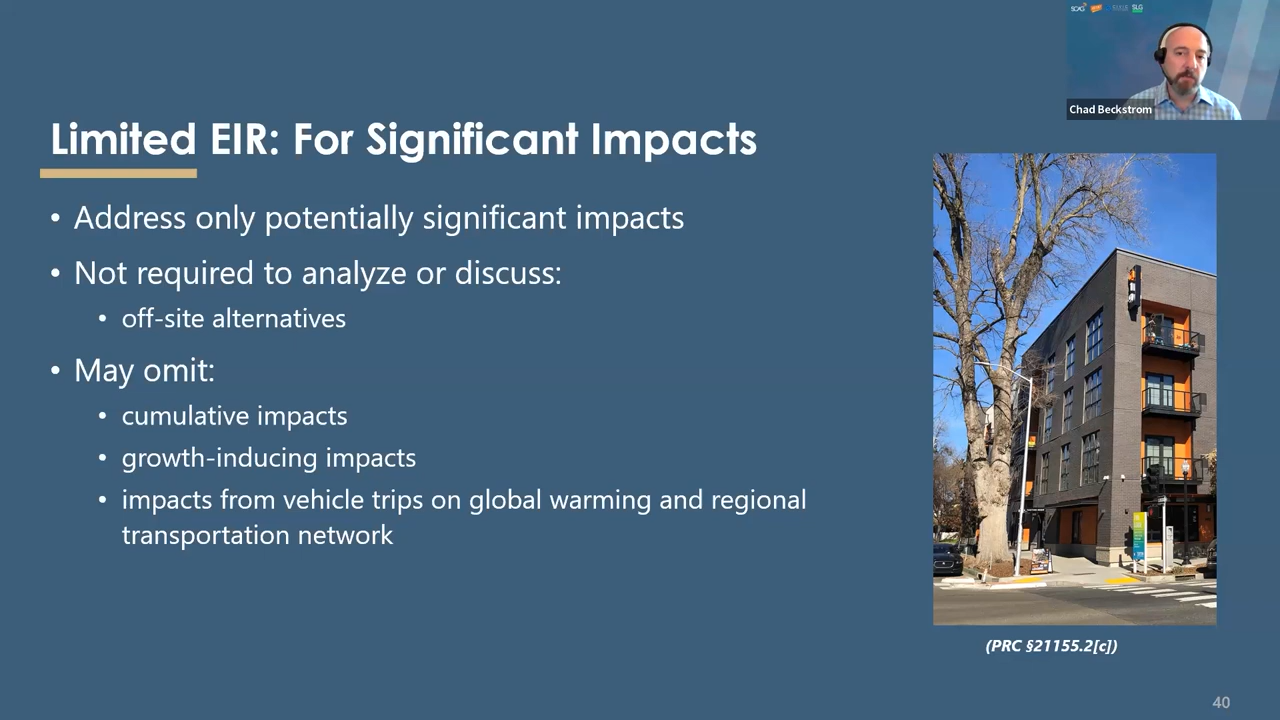 SCAG
SLG
Chad Beckstrom
Limited EIR: For Significant Impacts
• Address only potentially significant impacts
• Not required to analyze or discuss:
• off-site alternatives
• May omit:
• cumulative impacts
• growth-inducing impacts
• impacts from vehicle trips on global warming and regional
transportation network
(PRC §21155.2[c])
40